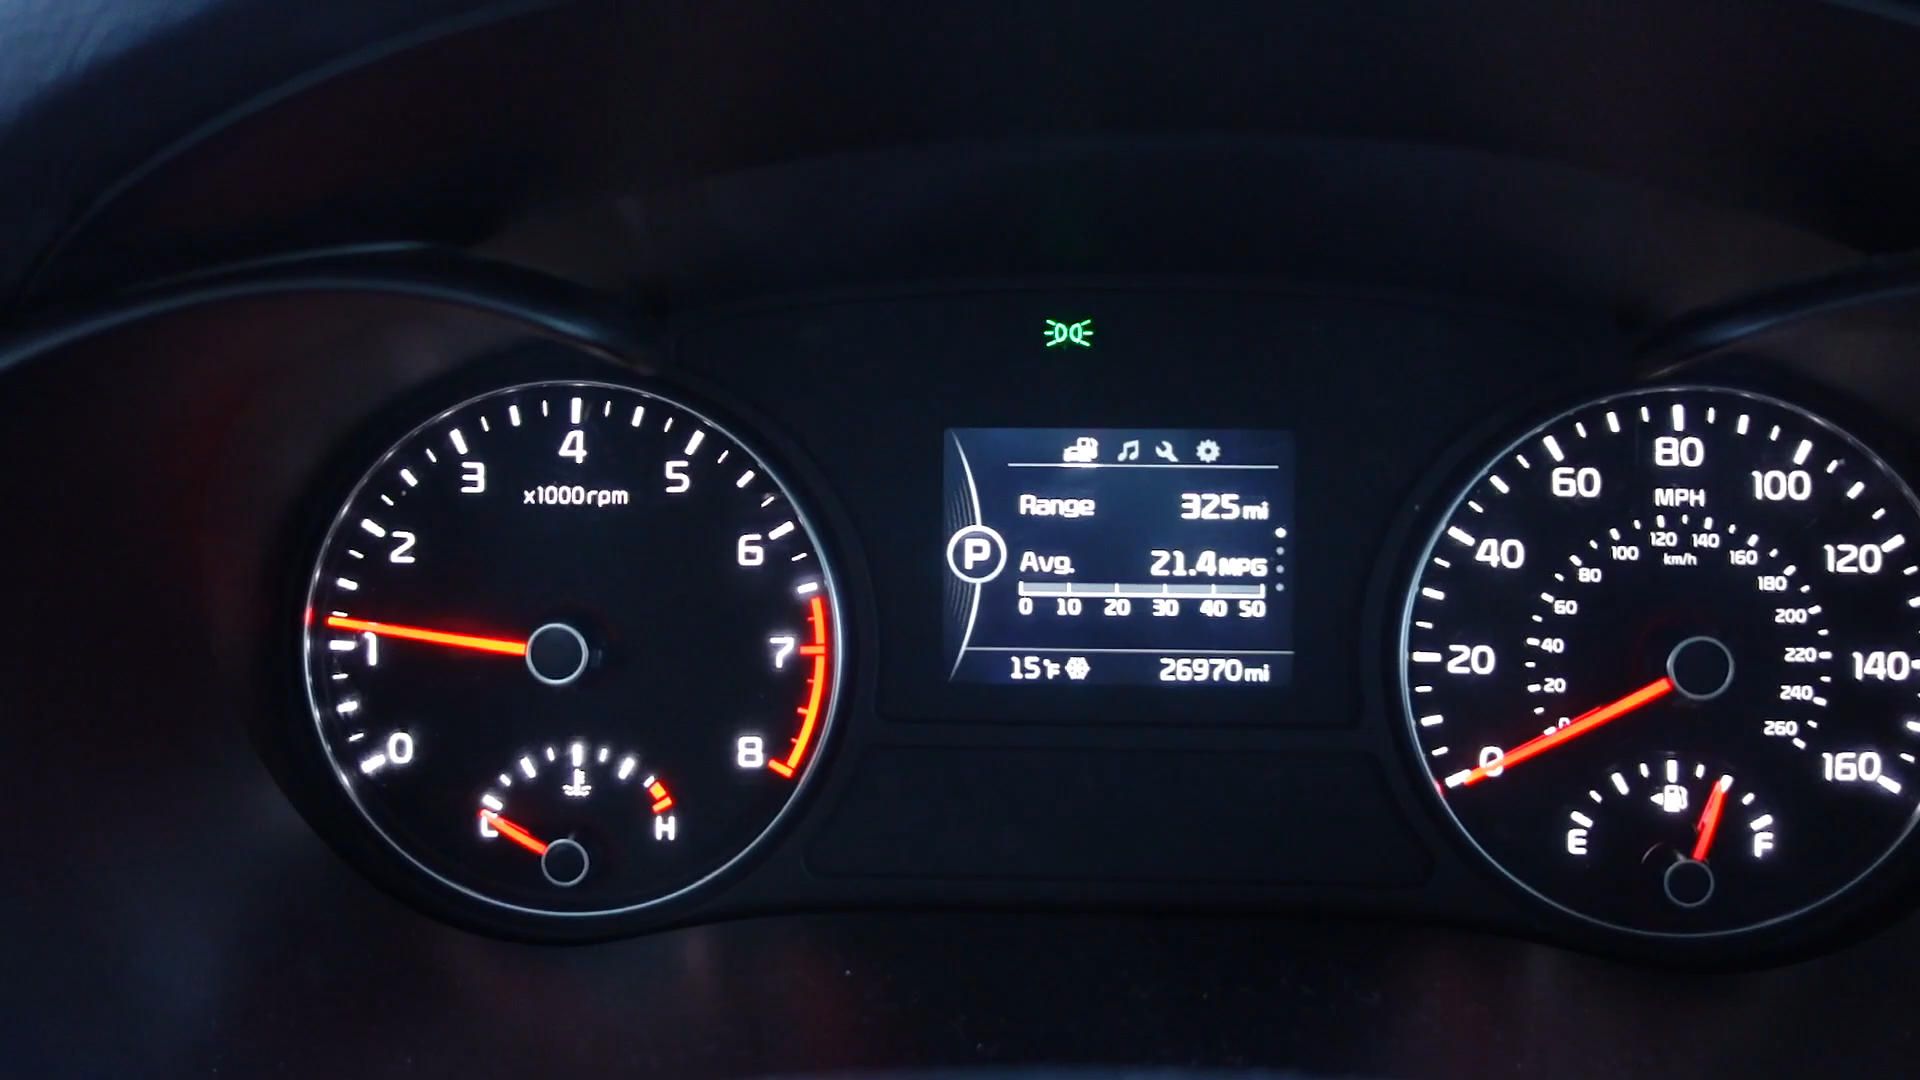 0 1 2 3 4 5 6 7 8
x1000rpm
C H
Range 325mi
P
Avg. 21.4MPG
0 10 20 30 40 50
15°F 26970mi
0 20 40 60 80 100 120 140 160
MPH
0 20 40 60 80 100 120 140 160 180 200 220 240 260
km/h
E F